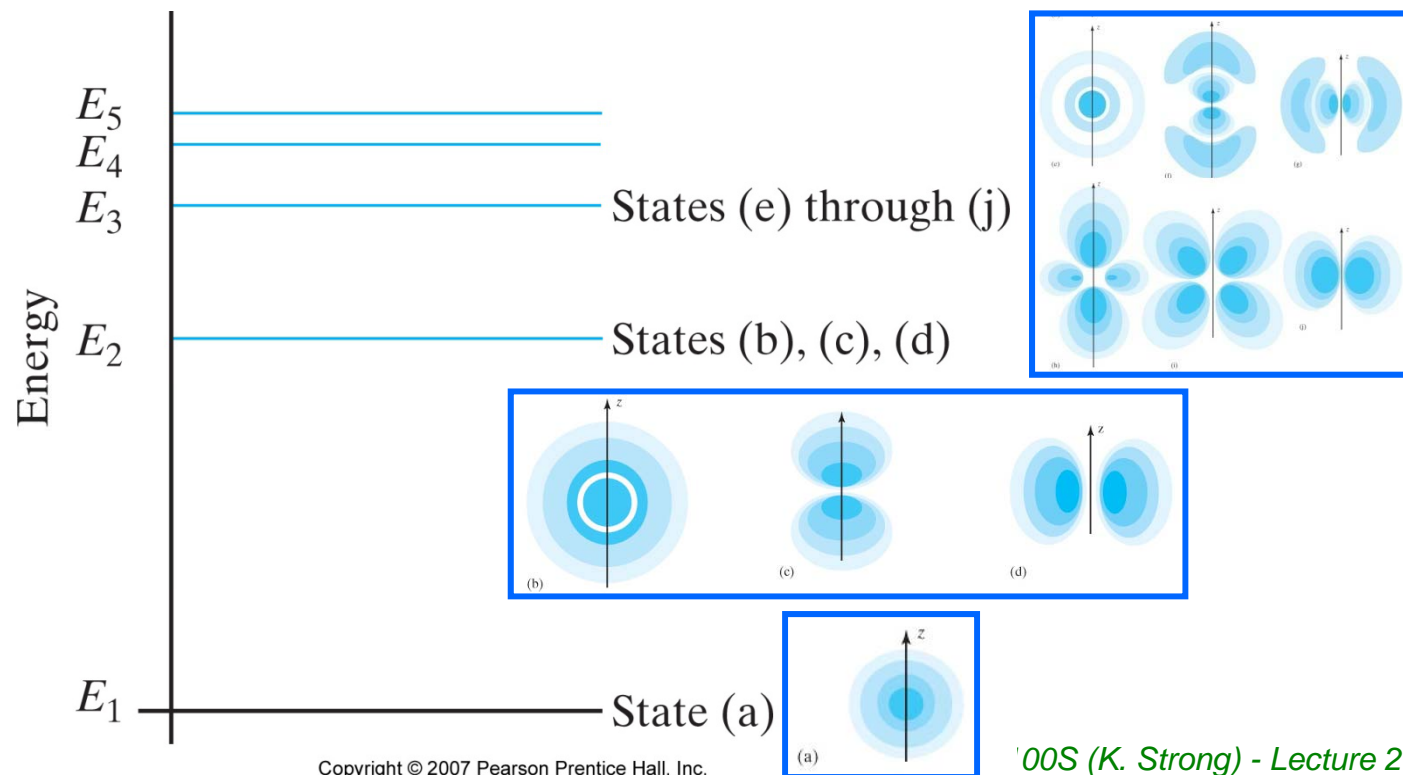 Energy
E5
E4
E3
States (e) through (j)
E2
States (b), (c), (d)
E1
State (a)
z
z
z
(e)
(f)
(g)
z
z
z
(h)
(i)
(j)
z
z
(b)
(c)
(d)
z
(a)
Copyright © 2007 Pearson Prentice Hall, Inc.
00S (K. Strong) - Lecture 2